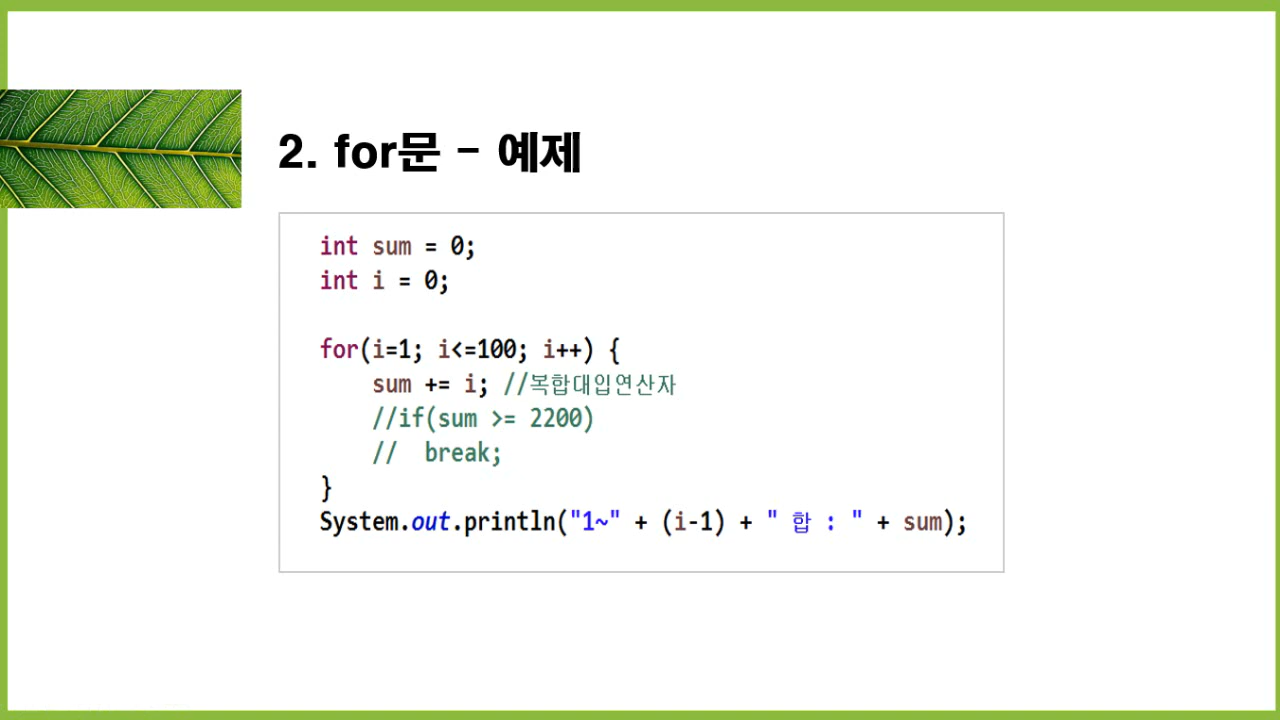 2. for문 - 예제
int sum = 0;
int i = 0;
for(i=1; i<=100; i++) {
    sum += i; //복합대입연산자
    //if(sum >= 2200)
    //  break;
}
System.out.println("1~" + (i-1) + " 합 : " + sum);